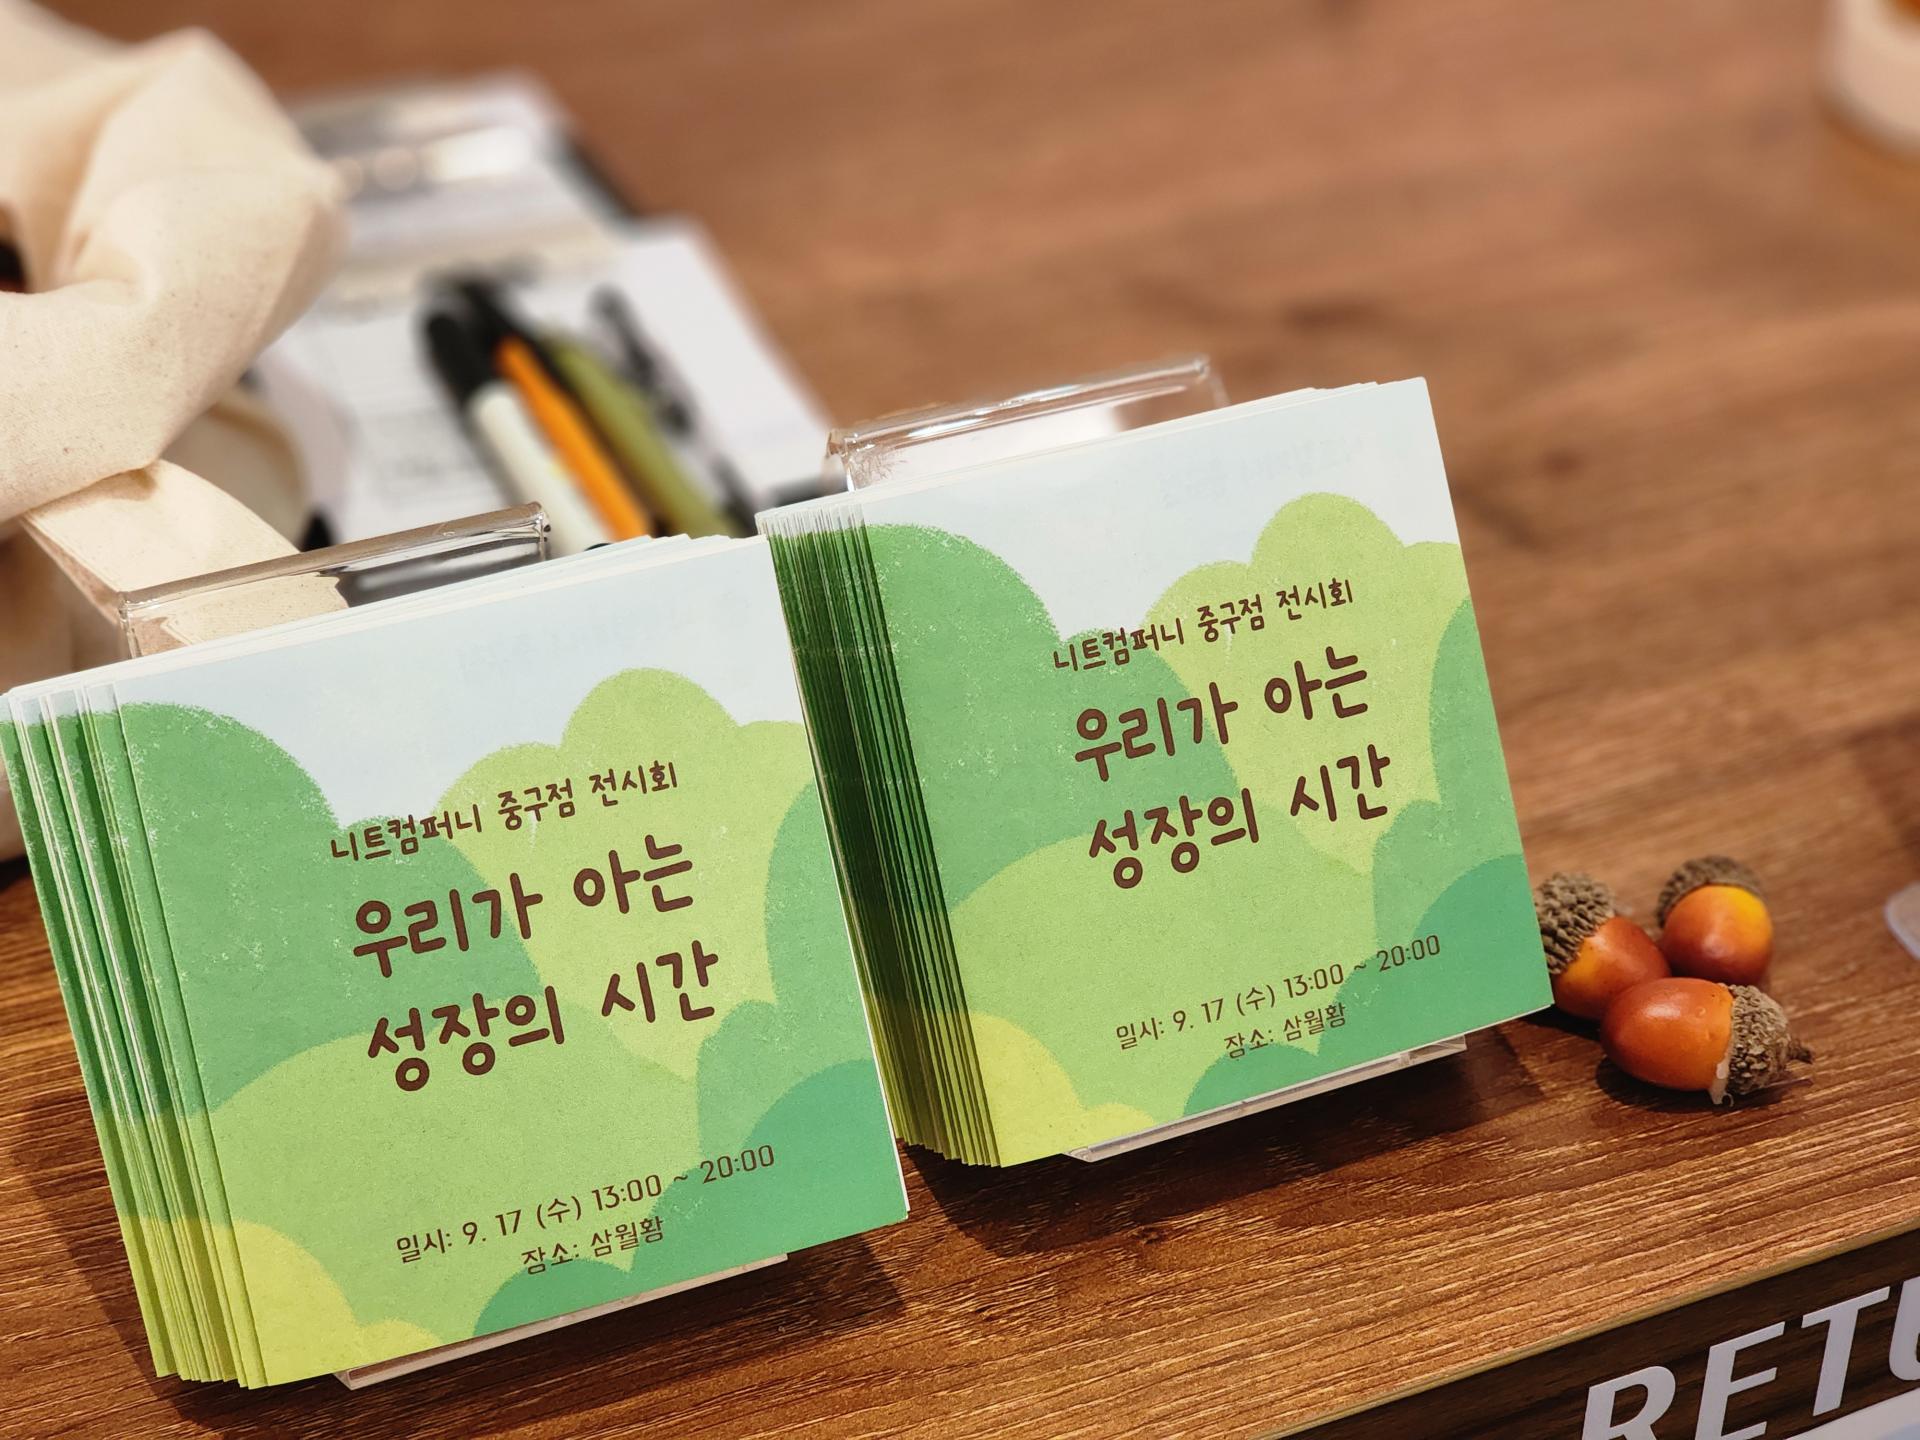 니트컴퍼니 중구점 전시회
우리가 아는
성장의 시간
일시: 9. 17 (수) 13:00 ~ 20:00
장소: 삼월황
니트컴퍼니 중구점 전시회
우리가 아는
성장의 시간
일시: 9. 17 (수) 13:00 ~ 20:00
장소: 삼월황